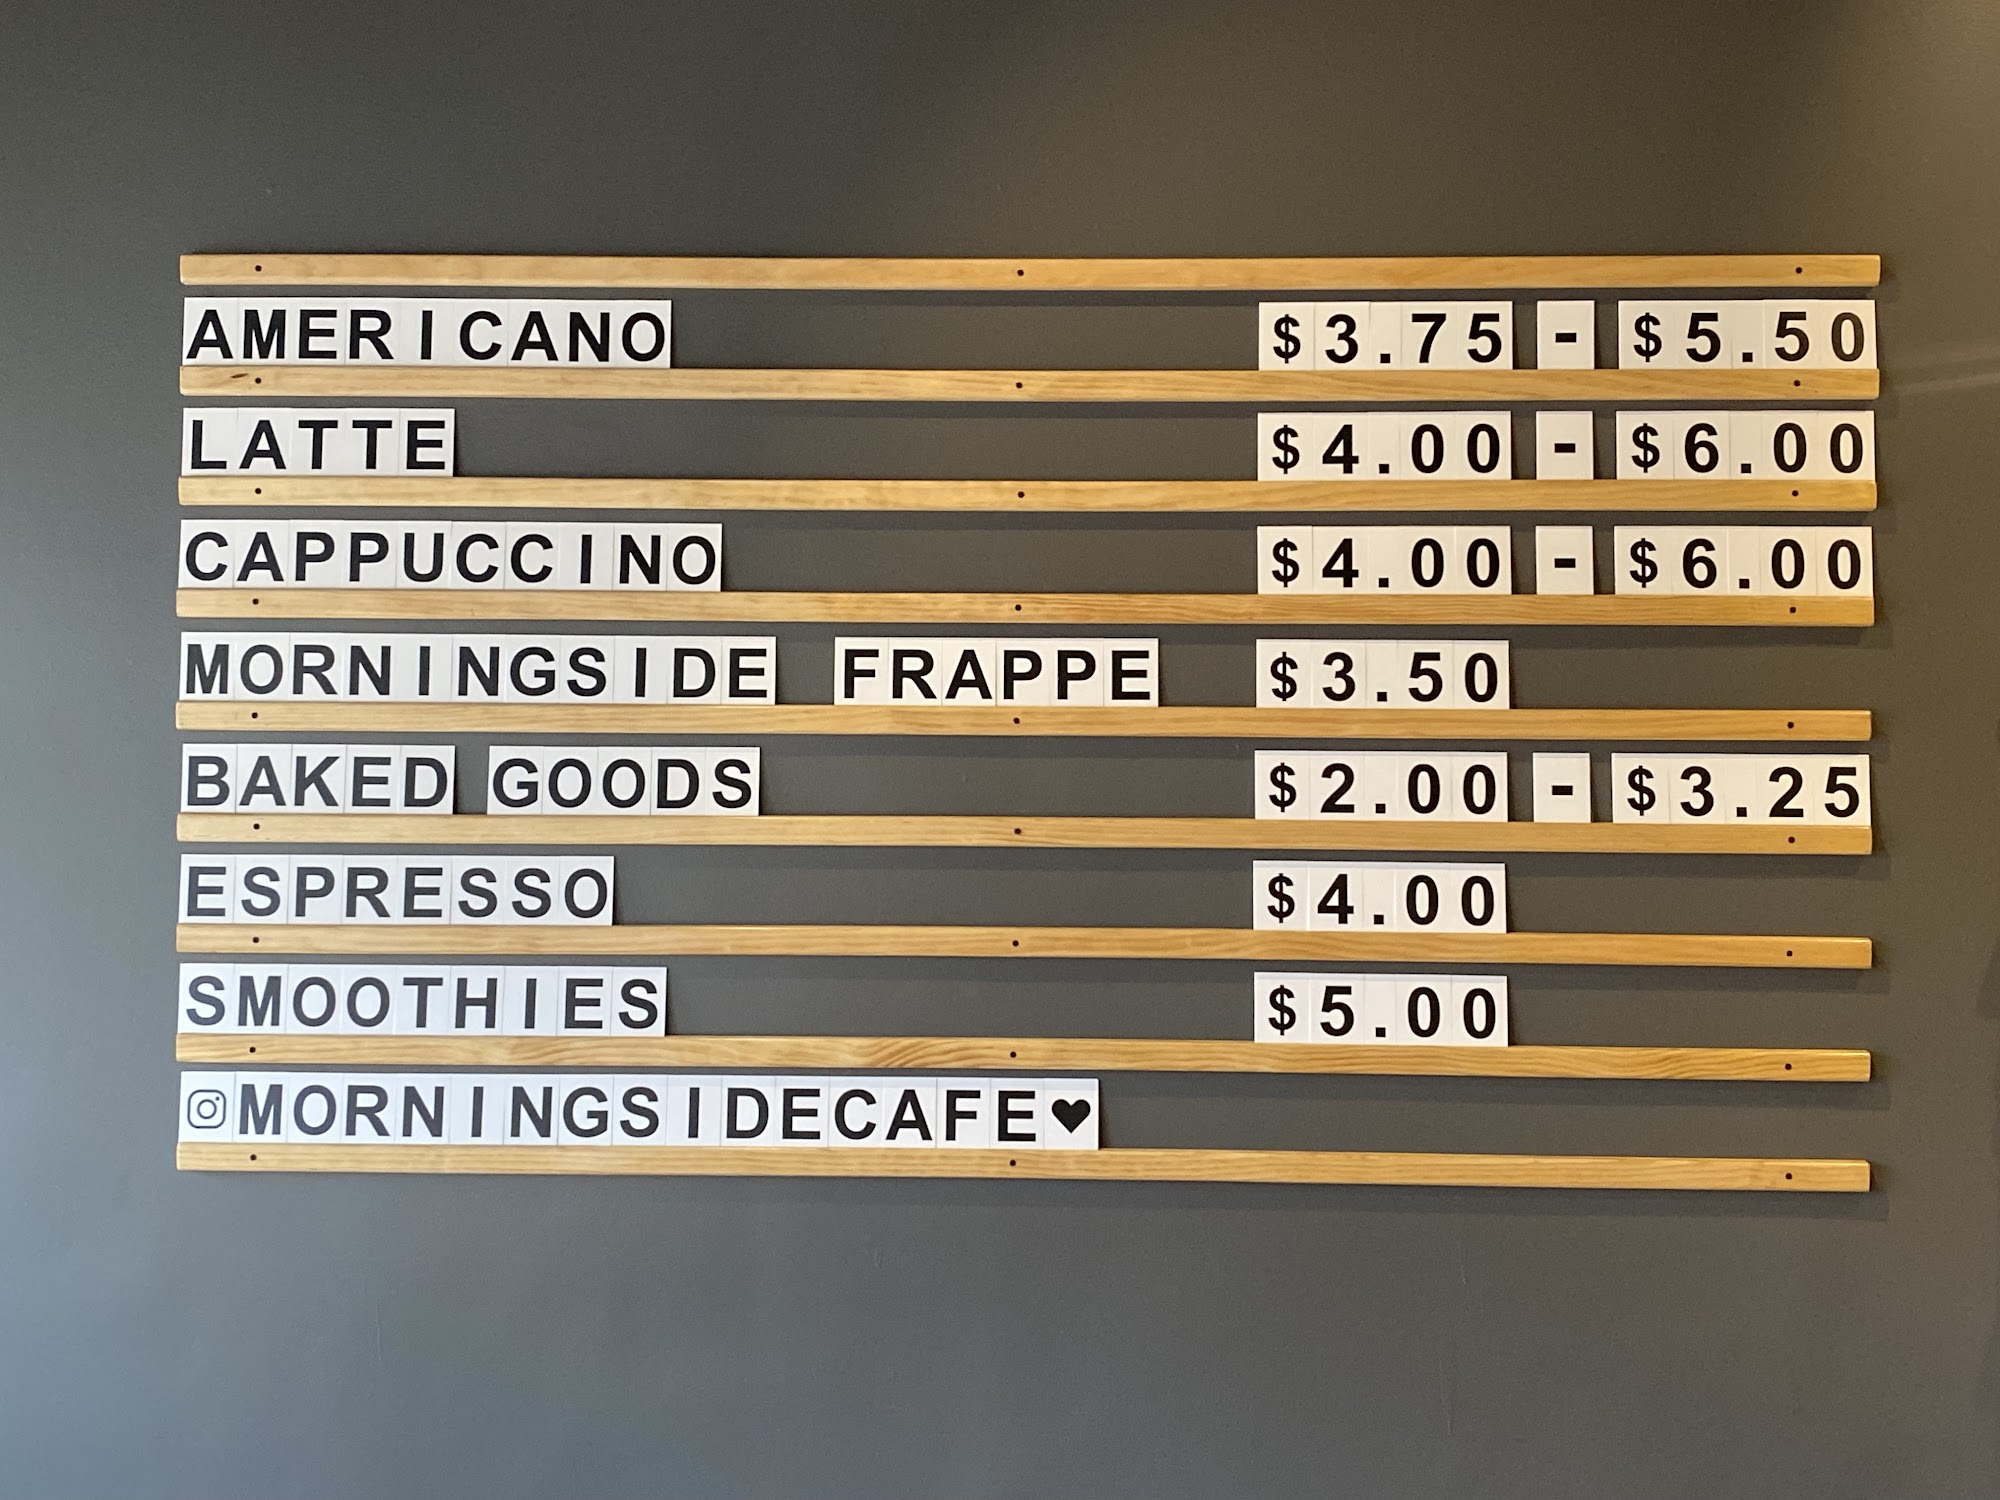 AMERICANO $3.75 - $5.50
LATTE $4.00 - $6.00
CAPPUCCINO $4.00 - $6.00
MORNINGSIDE FRAPPE $3.50
BAKED GOODS $2.00 - $3.25
ESPRESSO $4.00
SMOOTHIES $5.00
MORNINGSIDECAFE♥